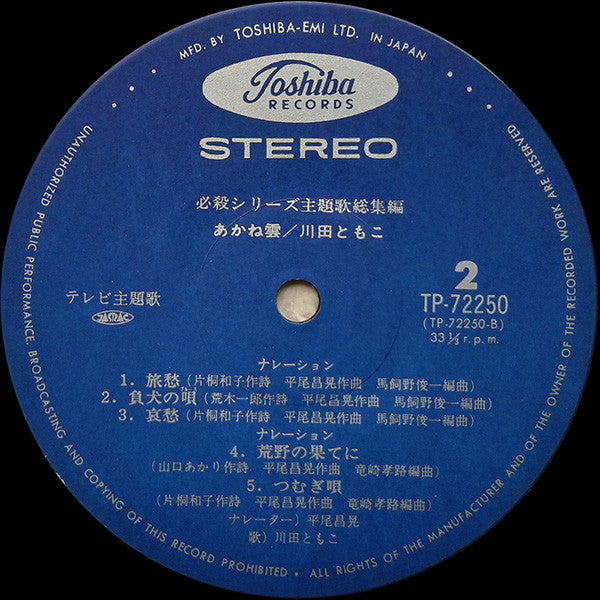 • MFD. BY TOSHIBA-EMI LTD. IN JAPAN •
Toshiba
RECORDS
STEREO
必殺シリーズ主題歌総集編
あかね雲／川田ともこ
テレビ主題歌
JASRAC
2
TP-72250
(TP-72250-B)
33⅓ r.p.m.
ナレーション
1. 旅愁(片桐和子作詩 平尾昌晃作曲 馬飼野俊一編曲)
2. 負犬の唄(荒木一郎作詩 平尾昌晃作曲 馬飼野俊一編曲)
3. 哀愁(片桐和子作詩 平尾昌晃作曲 馬飼野俊一編曲)
ナレーション
4. 荒野の果てに
(山口あかり作詩 平尾昌晃作曲 竜崎孝路編曲)
5. つむぎ唄
(片桐和子作詩 平尾昌晃作曲 竜崎孝路編曲)
ナレーター）平尾昌晃
歌）川田ともこ
UNAUTHORIZED PUBLIC PERFORMANCE, BROADCASTING AND COPYING OF THIS RECORD PROHIBITED • ALL RIGHTS OF THE MANUFACTURER AND OF THE OWNER OF THE RECORDED WORK ARE RESERVED